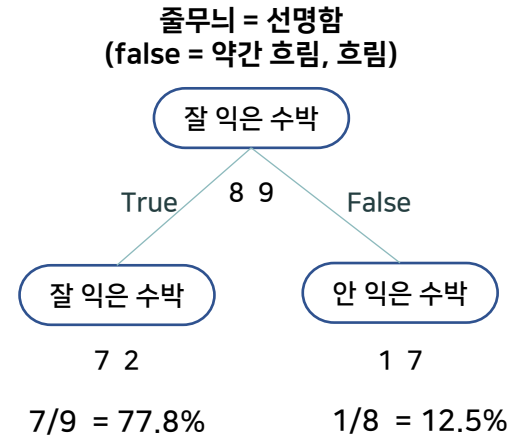 줄무늬 = 선명함
(false = 약간 흐림, 흐림)
잘 익은 수박
True 8 9 False
잘 익은 수박 안 익은 수박
7 2 1 7
7/9 = 77.8% 1/8 = 12.5%